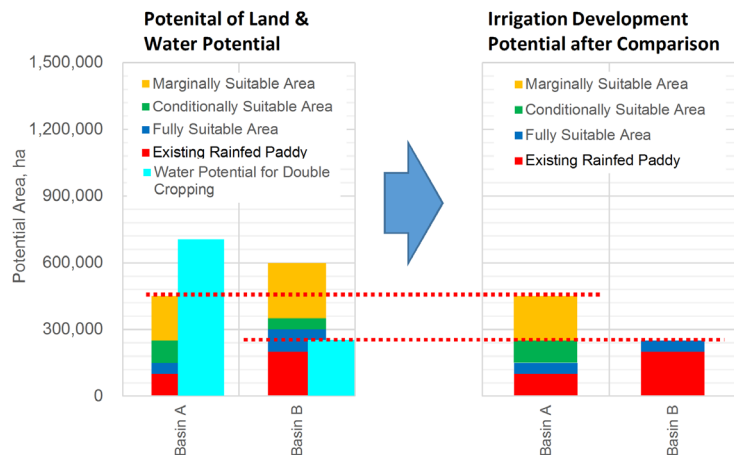 Potenital of Land &
Water Potential
Irrigation Development
Potential after Comparison
Potential Area, ha
1,500,000
1,200,000
900,000
600,000
300,000
0
Marginally Suitable Area
Conditionally Suitable Area
Fully Suitable Area
Existing Rainfed Paddy
Water Potential for Double
Cropping
Basin A
Basin B
Marginally Suitable Area
Conditionally Suitable Area
Fully Suitable Area
Existing Rainfed Paddy
Basin A
Basin B